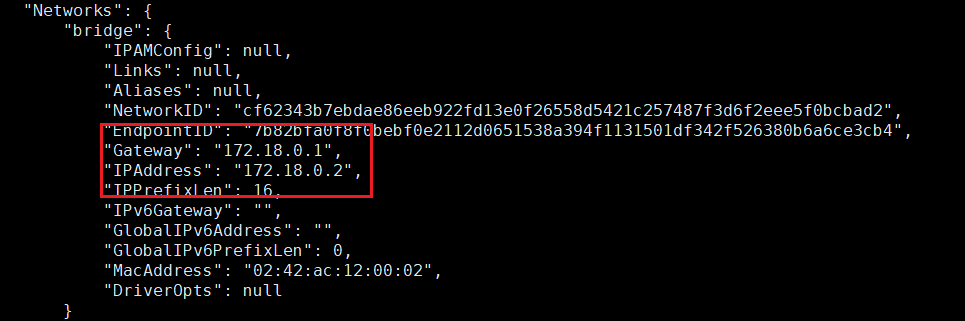 "Networks": {
"bridge": {
"IPAMConfig": null,
"Links": null,
"Aliases": null,
"NetworkID": "cf62343b7ebdae86eeb922fd13e0f26558d5421c257487f3d6f2eee5f0bcbad2",
"EndpointID": "7b82bfa0f8f0bebf0e2112d0651538a394f1131501df342f526380b6a6ce3cb4",
"Gateway": "172.18.0.1",
"IPAddress": "172.18.0.2",
"IPPrefixLen": 16,
"IPv6Gateway": "",
"GlobalIPv6Address": "",
"GlobalIPv6PrefixLen": 0,
"MacAddress": "02:42:ac:12:00:02",
"DriverOpts": null
}